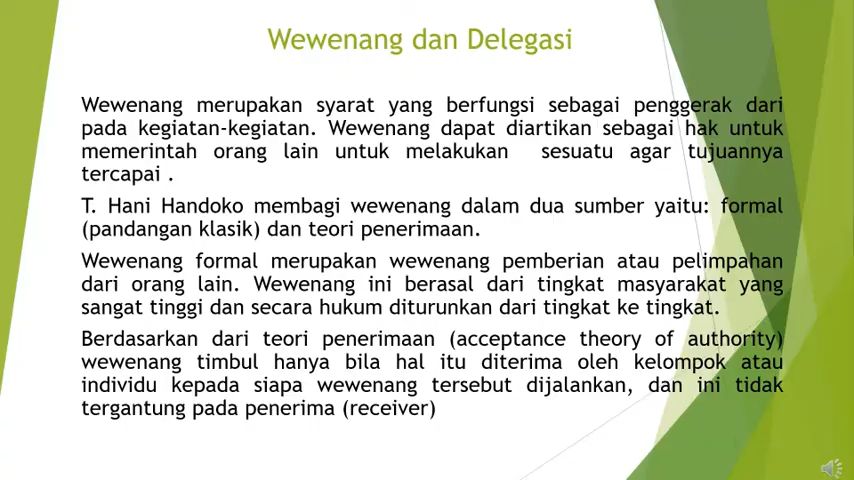 Wewenang dan Delegasi
Wewenang merupakan syarat yang berfungsi sebagai penggerak dari
pada kegiatan-kegiatan. Wewenang dapat diartikan sebagai hak untuk
memerintah orang lain untuk melakukan sesuatu agar tujuannya
tercapai .
T. Hani Handoko membagi wewenang dalam dua sumber yaitu: formal
(pandangan klasik) dan teori penerimaan.
Wewenang formal merupakan wewenang pemberian atau pelimpahan
dari orang lain. Wewenang ini berasal dari tingkat masyarakat yang
sangat tinggi dan secara hukum diturunkan dari tingkat ke tingkat.
Berdasarkan dari teori penerimaan (acceptance theory of authority)
wewenang timbul hanya bila hal itu diterima oleh kelompok atau
individu kepada siapa wewenang tersebut dijalankan, dan ini tidak
tergantung pada penerima (receiver)